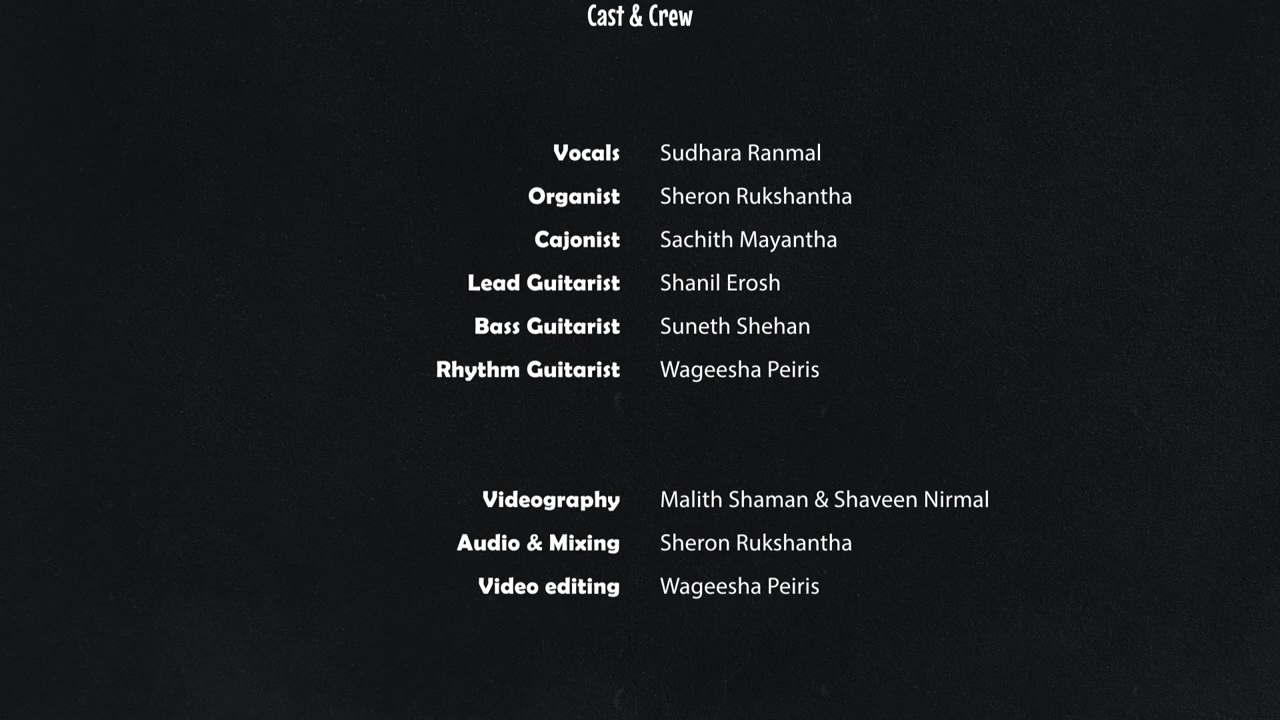 Cast & Crew
Vocals Sudhara Ranmal
Organist Sheron Rukshantha
Cajonist Sachith Mayantha
Lead Guitarist Shanil Erosh
Bass Guitarist Suneth Shehan
Rhythm Guitarist Wageesha Peiris
Videography Malith Shaman & Shaveen Nirmal
Audio & Mixing Sheron Rukshantha
Video editing Wageesha Peiris